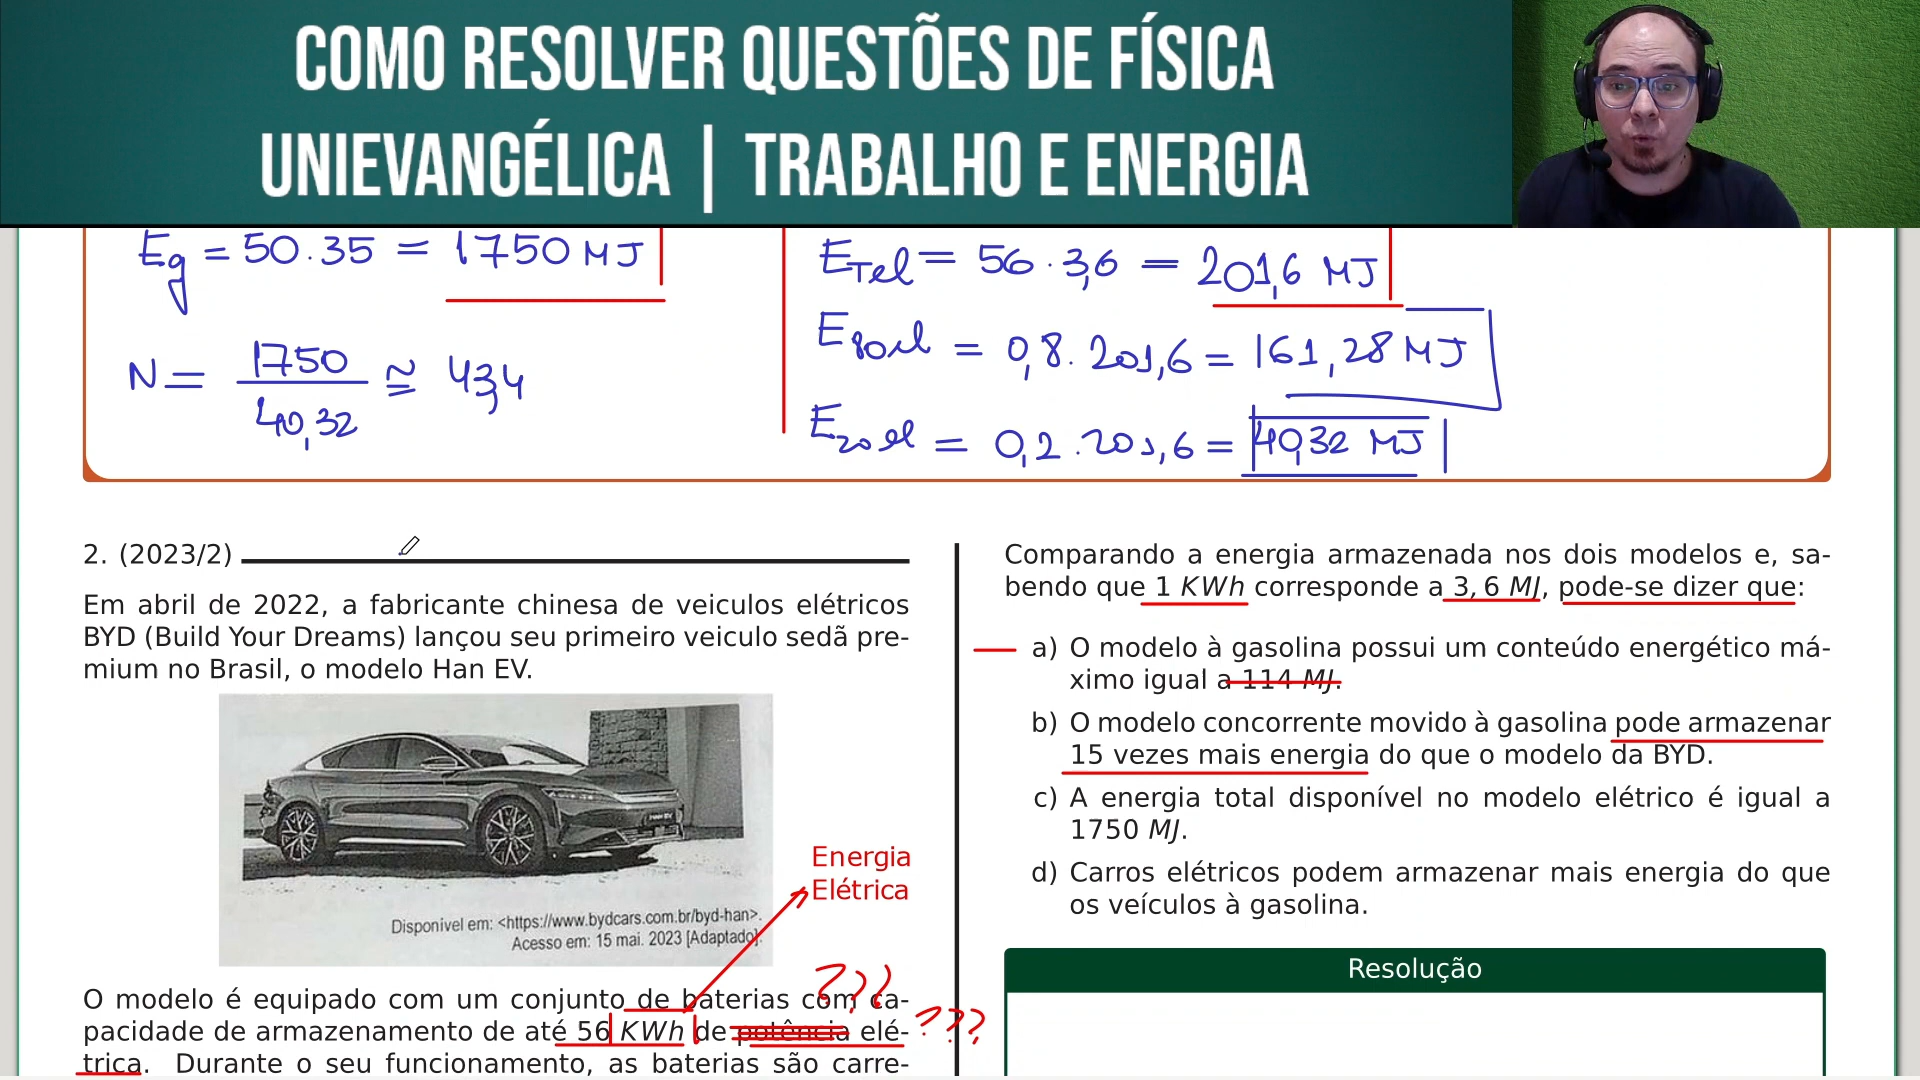 COMO RESOLVER QUESTÕES DE FÍSICA
UNIEVANGÉLICA | TRABALHO E ENERGIA
Eg = 50.35 = 1750 MJ
N = 1750 / 40,32 ≅ 43,4
ETel = 56.3,6 = 201,6 MJ
E80el = 0,8.201,6 = 161,28 MJ
E20el = 0,2.201,6 = 40,32 MJ
2. (2023/2)
Em abril de 2022, a fabricante chinesa de veiculos elétricos
BYD (Build Your Dreams) lançou seu primeiro veiculo sedã pre-
mium no Brasil, o modelo Han EV.
Disponivel em: <https://www.bydcars.com.br/byd-han>.
Acesso em: 15 mai. 2023 [Adaptado].
Energia
Elétrica
???
O modelo é equipado com um conjunto de baterias com ca-
pacidade de armazenamento de até 56 KWh de potência elé-
???
trica. Durante o seu funcionamento, as baterias são carre-
Comparando a energia armazenada nos dois modelos e, sa-
bendo que 1 KWh corresponde a 3, 6 MJ, pode-se dizer que:
a) O modelo à gasolina possui um conteúdo energético má-
ximo igual a 114 MJ.
b) O modelo concorrente movido à gasolina pode armazenar
15 vezes mais energia do que o modelo da BYD.
c) A energia total disponível no modelo elétrico é igual a
1750 MJ.
d) Carros elétricos podem armazenar mais energia do que
os veículos à gasolina.
Resolução